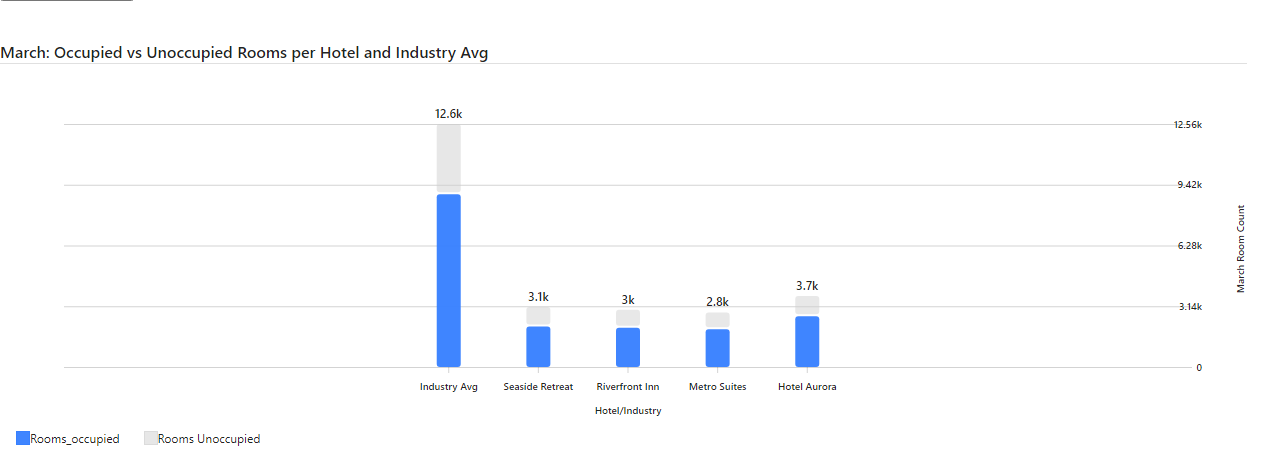 March: Occupied vs Unoccupied Rooms per Hotel and Industry Avg
12.6k
12.56k
9.42k
6.28k
3.7k
3.1k
3k
2.8k
3.14k
0
March Room Count
Industry Avg
Seaside Retreat
Riverfront Inn
Metro Suites
Hotel Aurora
Hotel/Industry
Rooms_occupied
Rooms Unoccupied